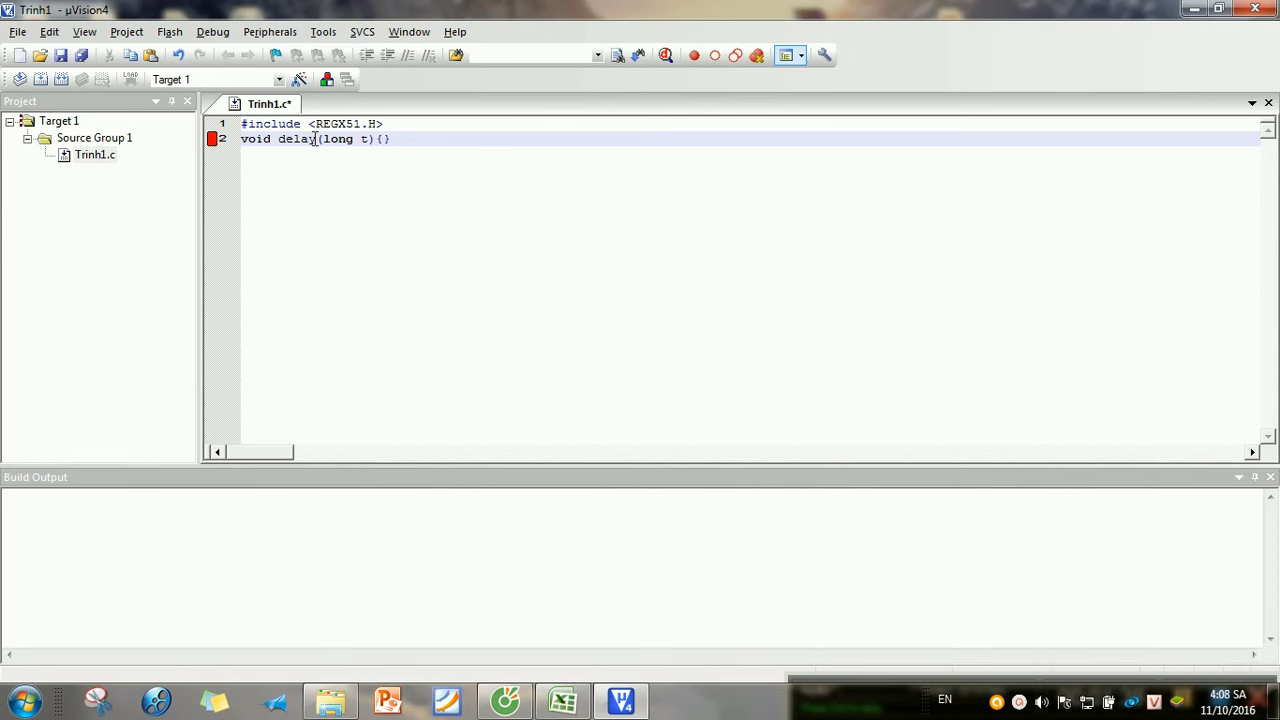 Trinh1 - µVision4
File Edit View Project Flash Debug Peripherals Tools SVCS Window Help
LOAD Target 1
Project
Trinh1.c*
Target 1
Source Group 1
Trinh1.c
1 #include <REGX51.H>
2 void delay(long t){}
Build Output
EN
4:08 SA
11/10/2016